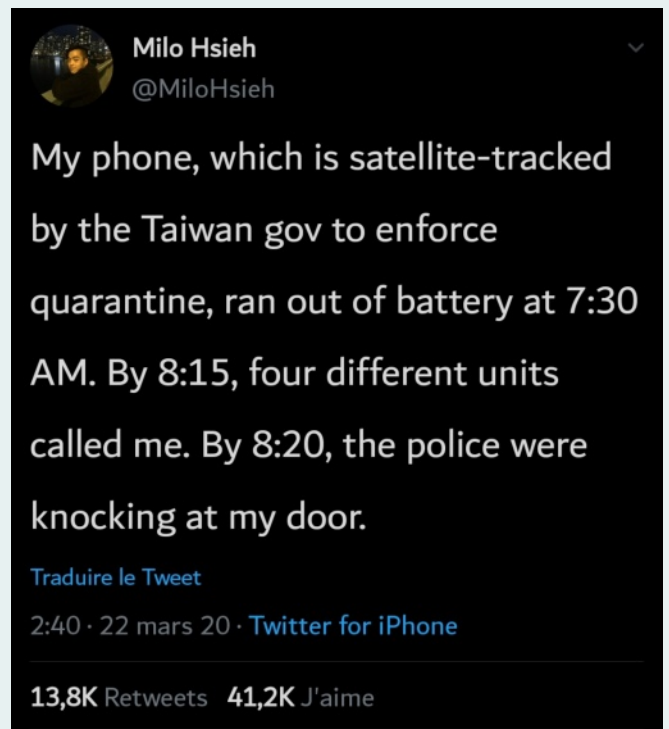 Milo Hsieh
@MiloHsieh
My phone, which is satellite-tracked
by the Taiwan gov to enforce
quarantine, ran out of battery at 7:30
AM. By 8:15, four different units
called me. By 8:20, the police were
knocking at my door.
Traduire le Tweet
2:40 · 22 mars 20 · Twitter for iPhone
13,8K Retweets 41,2K J'aime